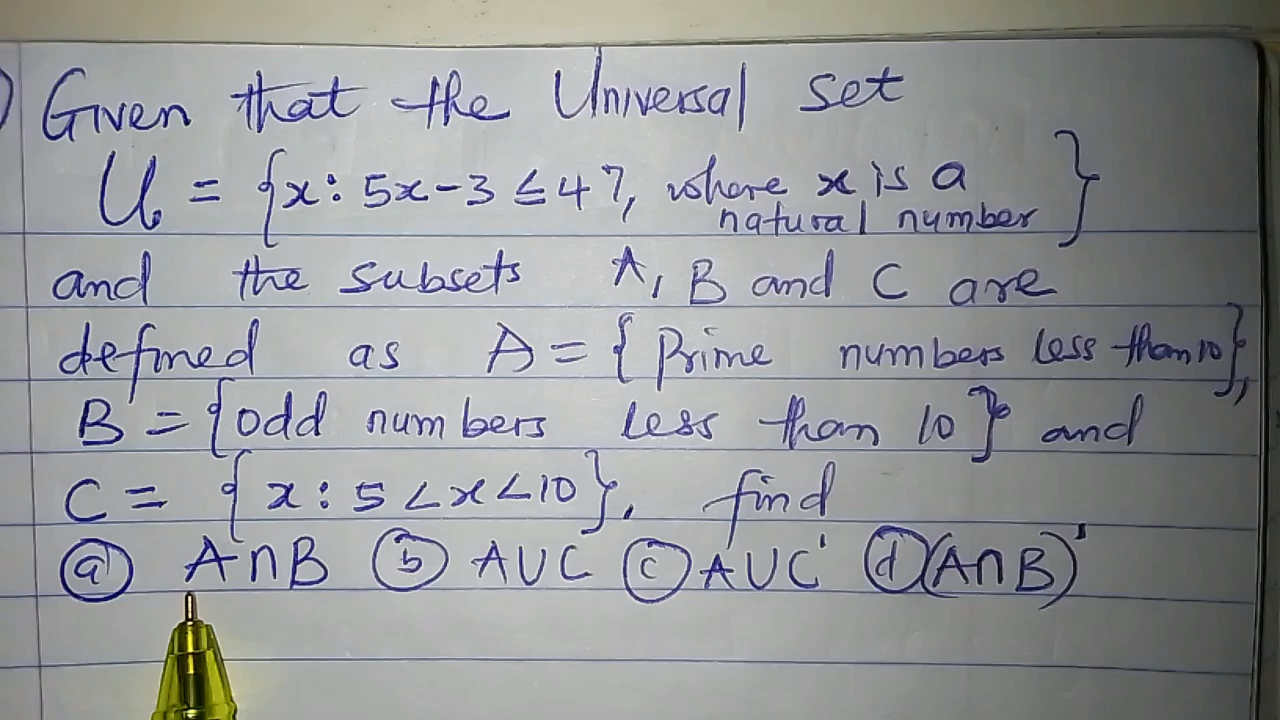 ) Given that the Universal set
U = {x: 5x-3 ≤ 47, where x is a natural number}
and the subsets A, B and C are
defined as A = {Prime numbers less than 10},
B = {odd numbers less than 10} and
C = {x: 5 < x < 10}, find
(a) A∩B (b) A∪C (c) A∪C' (d) (A∩B)'